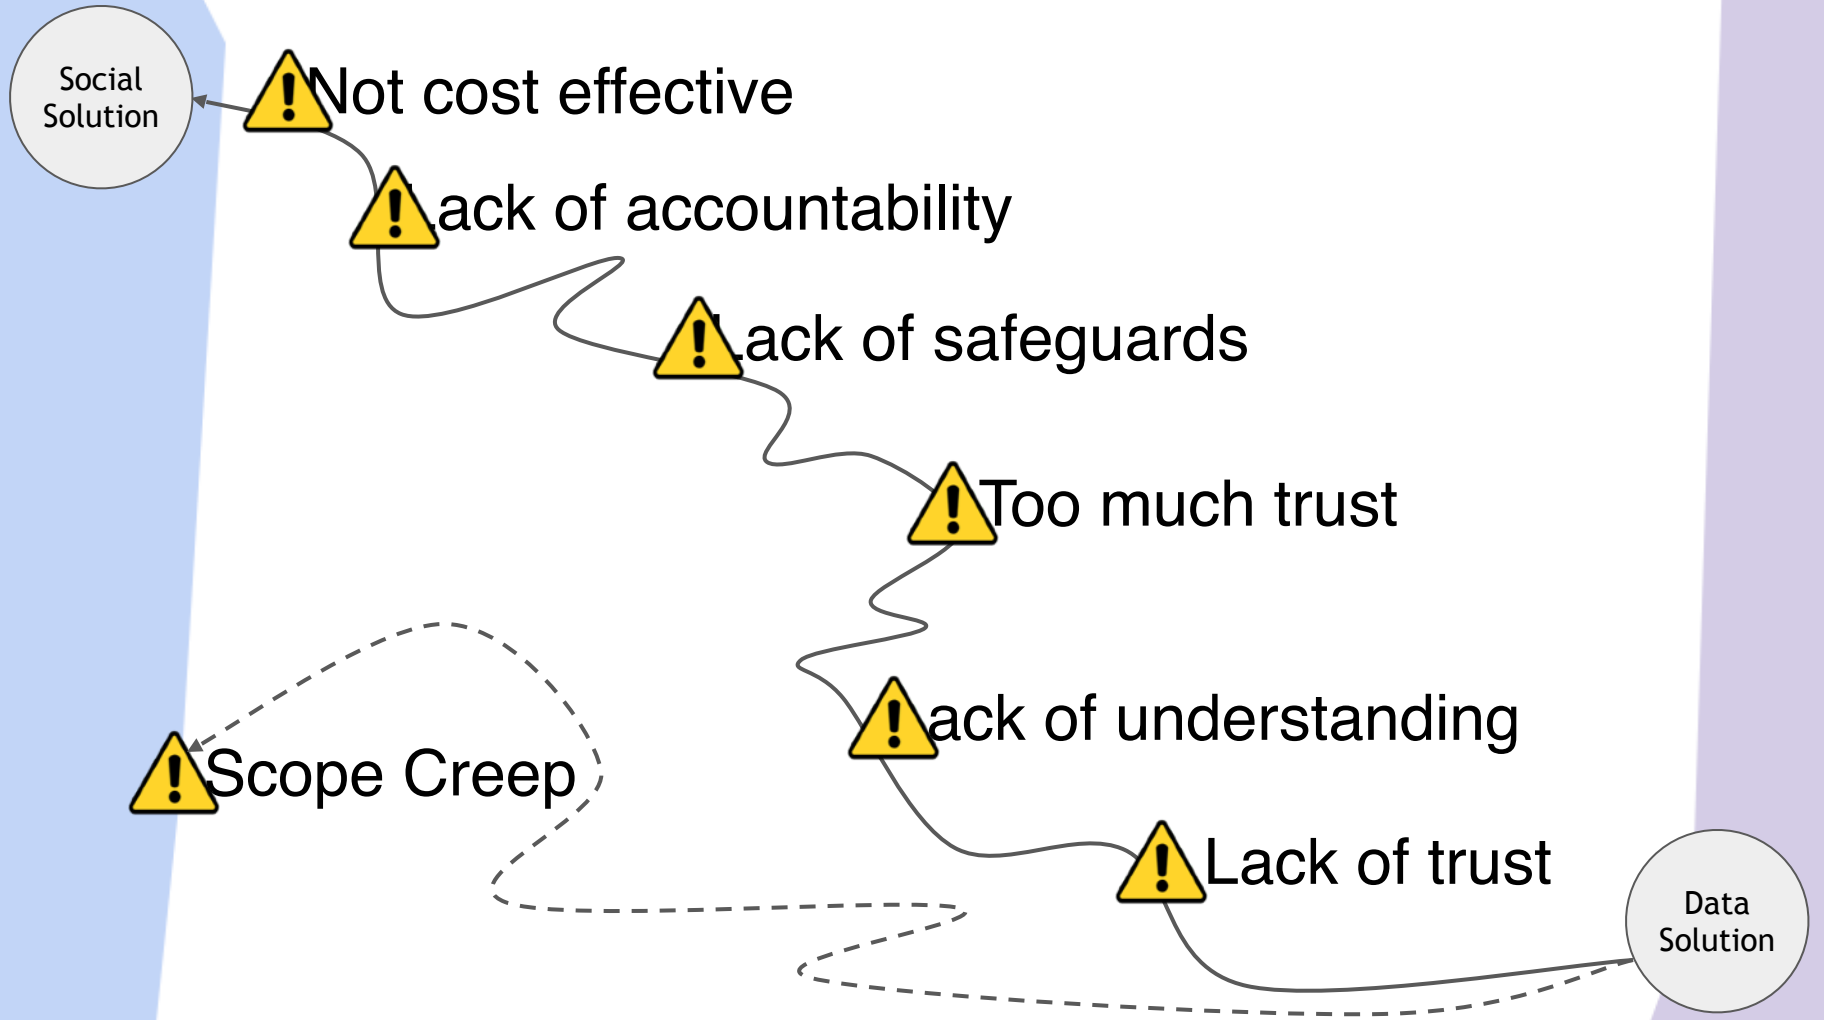 Social
Solution
Not cost effective
Lack of accountability
Lack of safeguards
Too much trust
Lack of understanding
Scope Creep
Lack of trust
Data
Solution